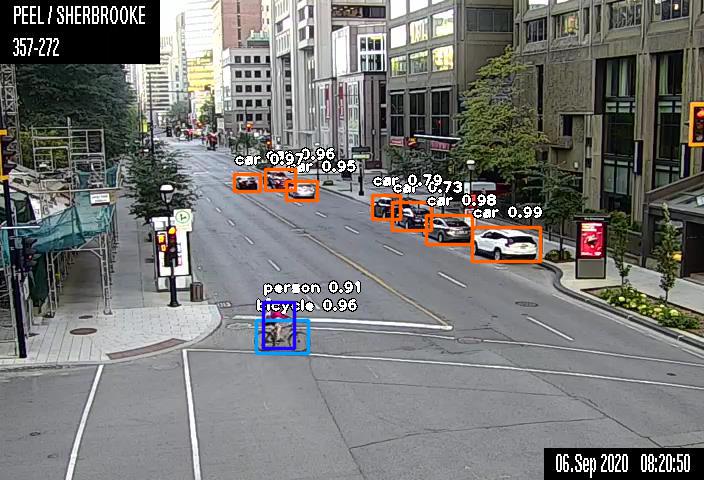 PEEL / SHERBROOKE
357-272
car 0.97
0.96
car 0.95
car 0.79
car 0.73
car 0.98
car 0.99
person 0.91
bicycle 0.96
06.Sep 2020 08:20:50